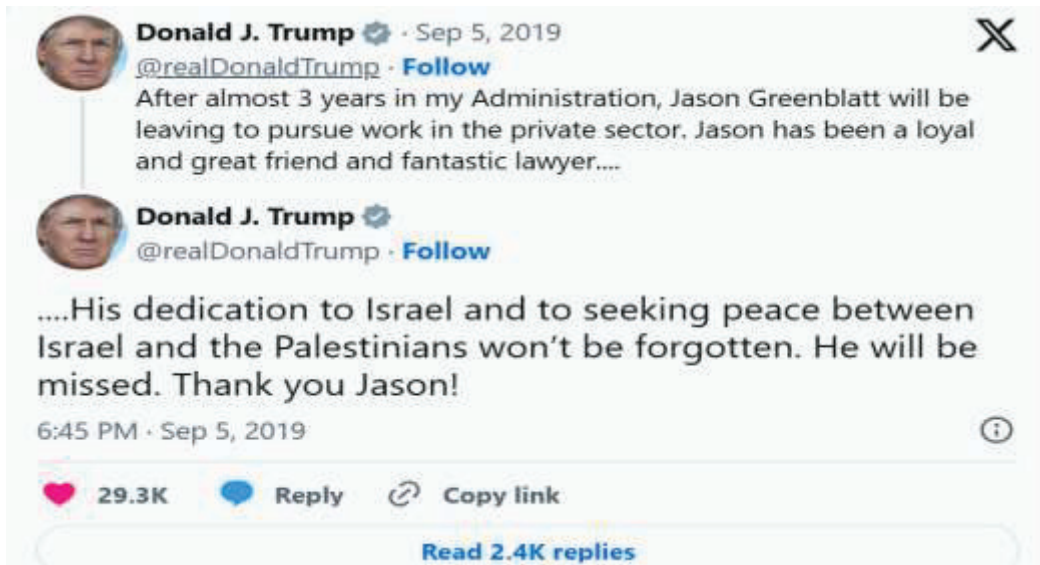 Donald J. Trump · Sep 5, 2019
@realDonaldTrump · Follow
After almost 3 years in my Administration, Jason Greenblatt will be
leaving to pursue work in the private sector. Jason has been a loyal
and great friend and fantastic lawyer....
Donald J. Trump
@realDonaldTrump · Follow
....His dedication to Israel and to seeking peace between
Israel and the Palestinians won't be forgotten. He will be
missed. Thank you Jason!
6:45 PM · Sep 5, 2019
29.3K Reply Copy link
Read 2.4K replies